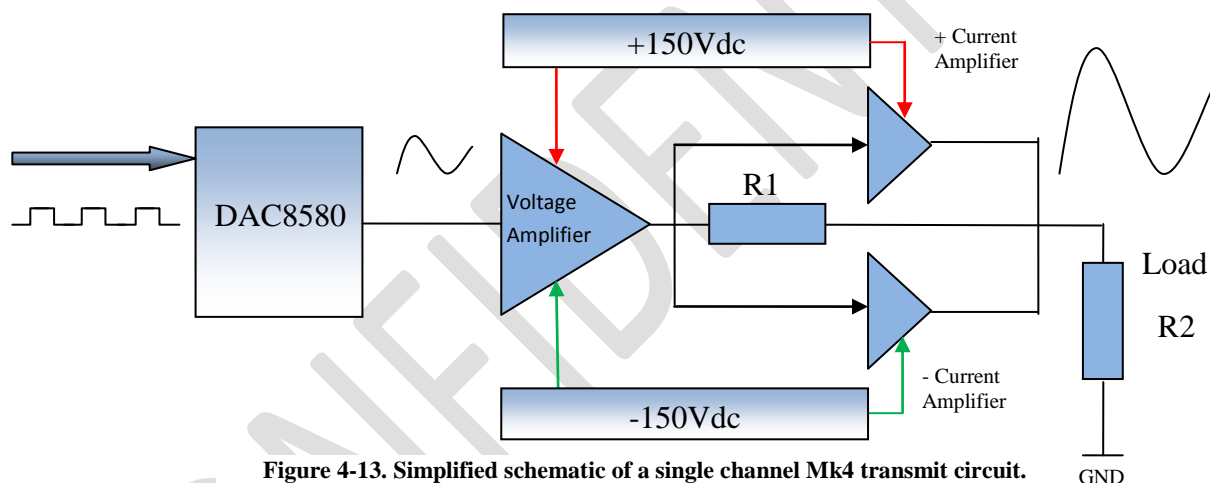 +150Vdc
+ Current
Amplifier
DAC8580
Voltage
Amplifier
R1
Load
R2
- Current
Amplifier
-150Vdc
GND
Figure 4-13. Simplified schematic of a single channel Mk4 transmit circuit.